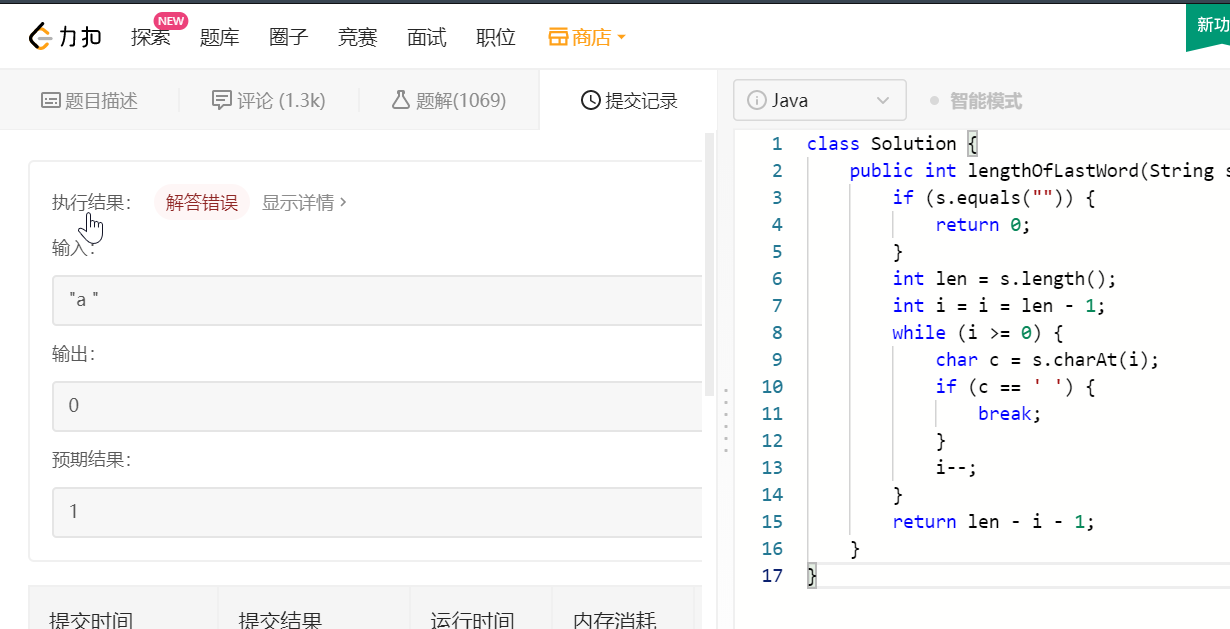 力扣 探索 NEW 题库 圈子 竞赛 面试 职位 商店 新功
题目描述 评论 (1.3k) 题解(1069) 提交记录
执行结果： 解答错误 显示详情 ›
输入：
"a "
输出：
0
预期结果：
1
提交时间 提交结果 运行时间 内存消耗
Java 智能模式
1 class Solution {
2 public int lengthOfLastWord(String s
3 if (s.equals("")) {
4 return 0;
5 }
6 int len = s.length();
7 int i = i = len - 1;
8 while (i >= 0) {
9 char c = s.charAt(i);
10 if (c == ' ') {
11 break;
12 }
13 i--;
14 }
15 return len - i - 1;
16 }
17 }